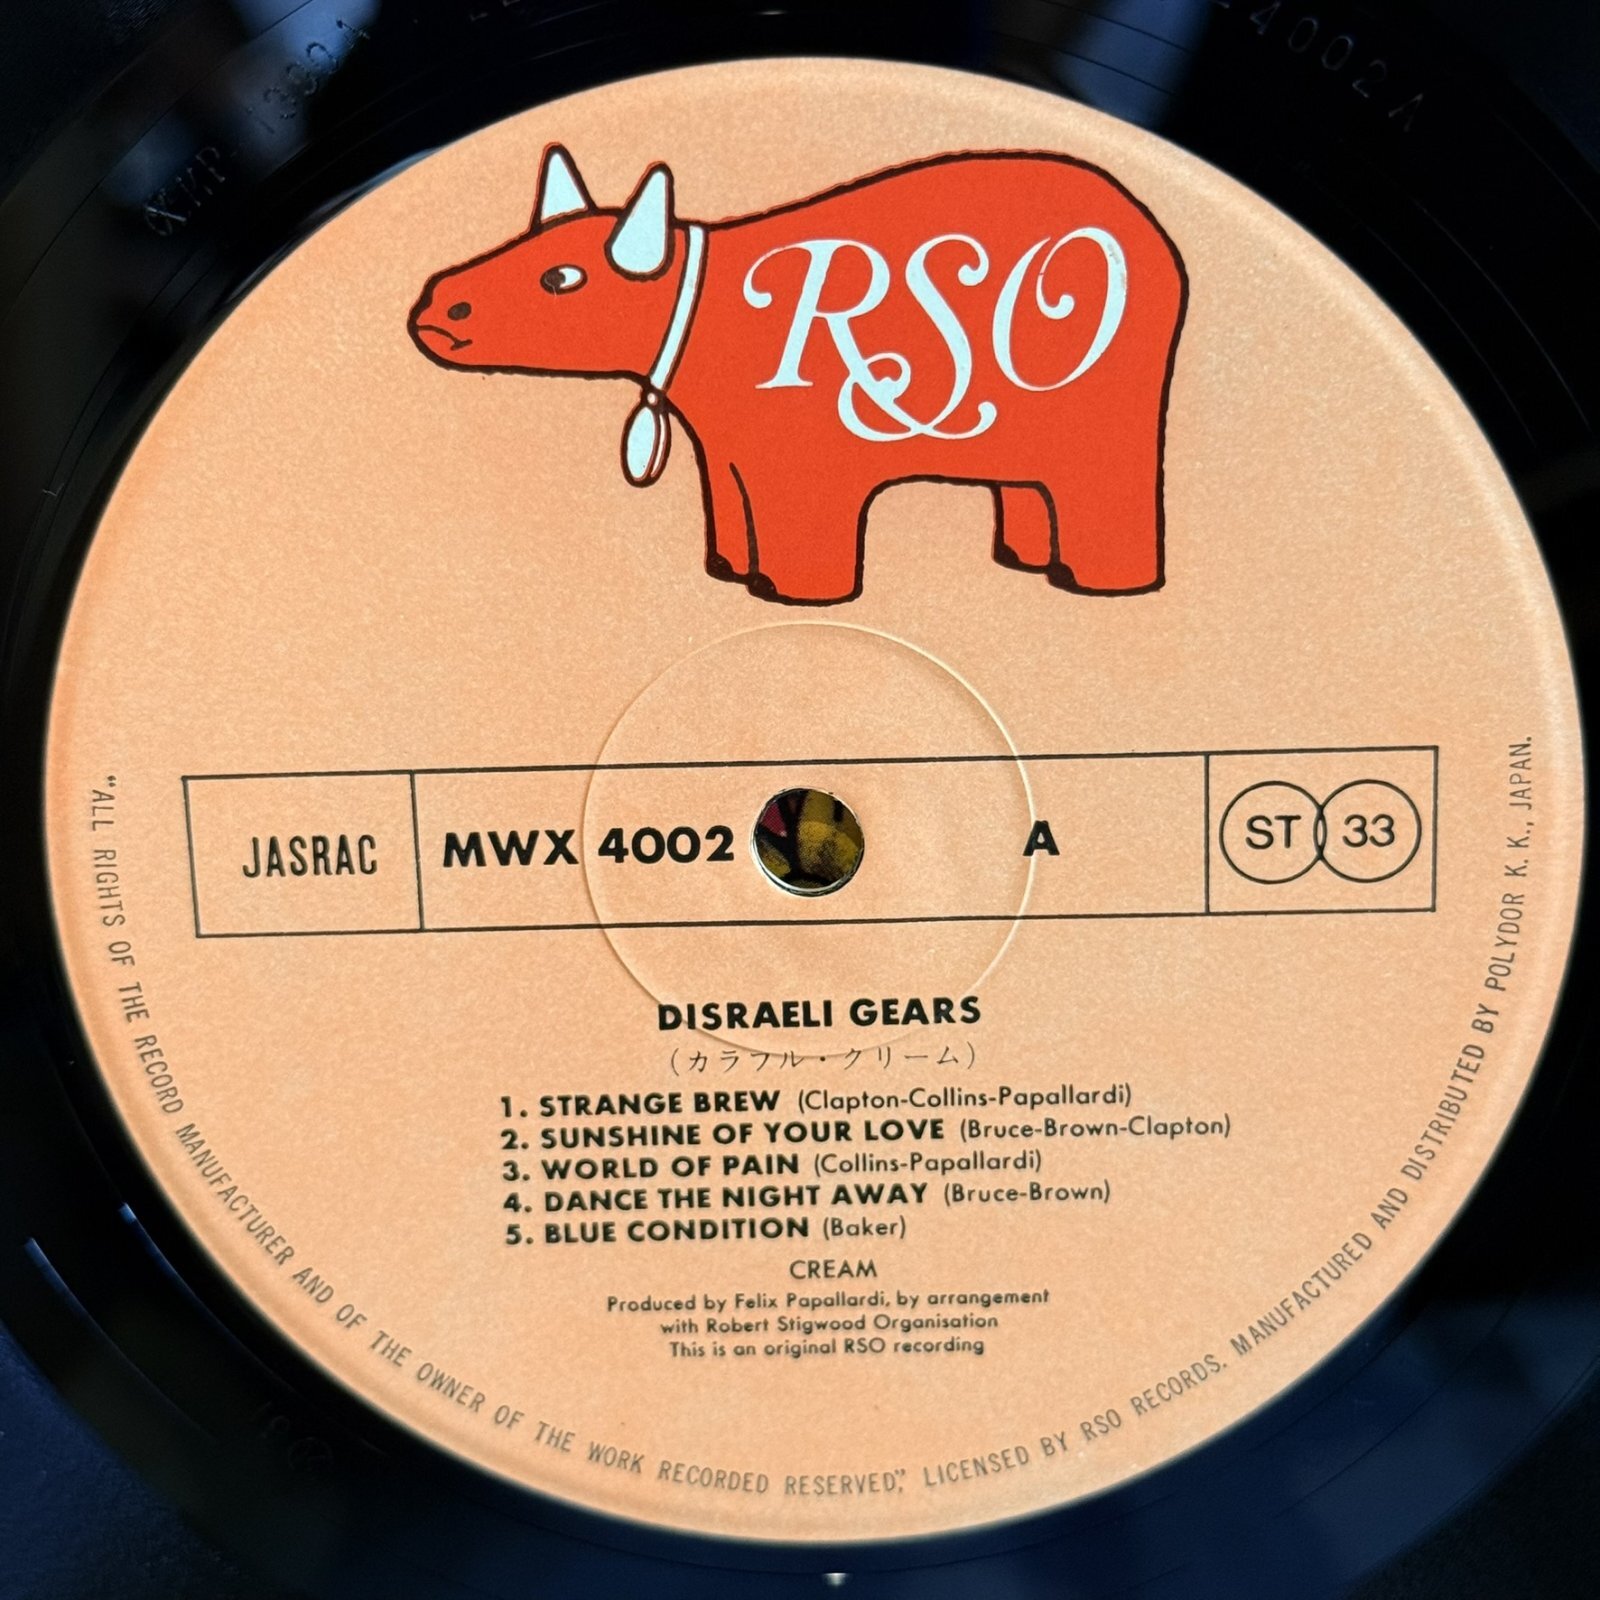 4002 A
RSO
JASRAC
MWX 4002
A
ST 33
DISRAELI GEARS
(カラフル・クリーム)
1. STRANGE BREW (Clapton-Collins-Papallardi)
2. SUNSHINE OF YOUR LOVE (Bruce-Brown-Clapton)
3. WORLD OF PAIN (Collins-Papallardi)
4. DANCE THE NIGHT AWAY (Bruce-Brown)
5. BLUE CONDITION (Baker)
CREAM
Produced by Felix Papallardi, by arrangement
with Robert Stigwood Organisation
This is an original RSO recording
“ALL RIGHTS OF THE RECORD MANUFACTURER AND OF THE OWNER OF THE WORK RECORDED RESERVED”, LICENSED BY RSO RECORDS. MANUFACTURED AND DISTRIBUTED BY POLYDOR K. K., JAPAN.